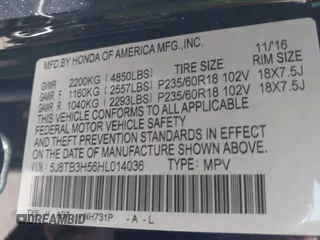 MFD.BY HONDA OF AMERICA MFG.,INC. 11/16
TIRE SIZE RIM SIZE
GVWR 2200KG (4850LBS)
GAWR F 1160KG (2557LBS) P235/60R18 102V 18X7.5J
GAWR R 1040KG (2293LBS) P235/60R18 102V 18X7.5J
THIS VEHICLE CONFORMS TO ALL APPLICABLE
FEDERAL MOTOR VEHICLE SAFETY
AND THEFT PREVENTION STANDARDS IN EFFECT ON
THE DATE OF MANUFACTURE SHOWN ABOVE.
5J8TB3H56HL014036 TYPE: MPV
NH731P - A - L
DREAMBID